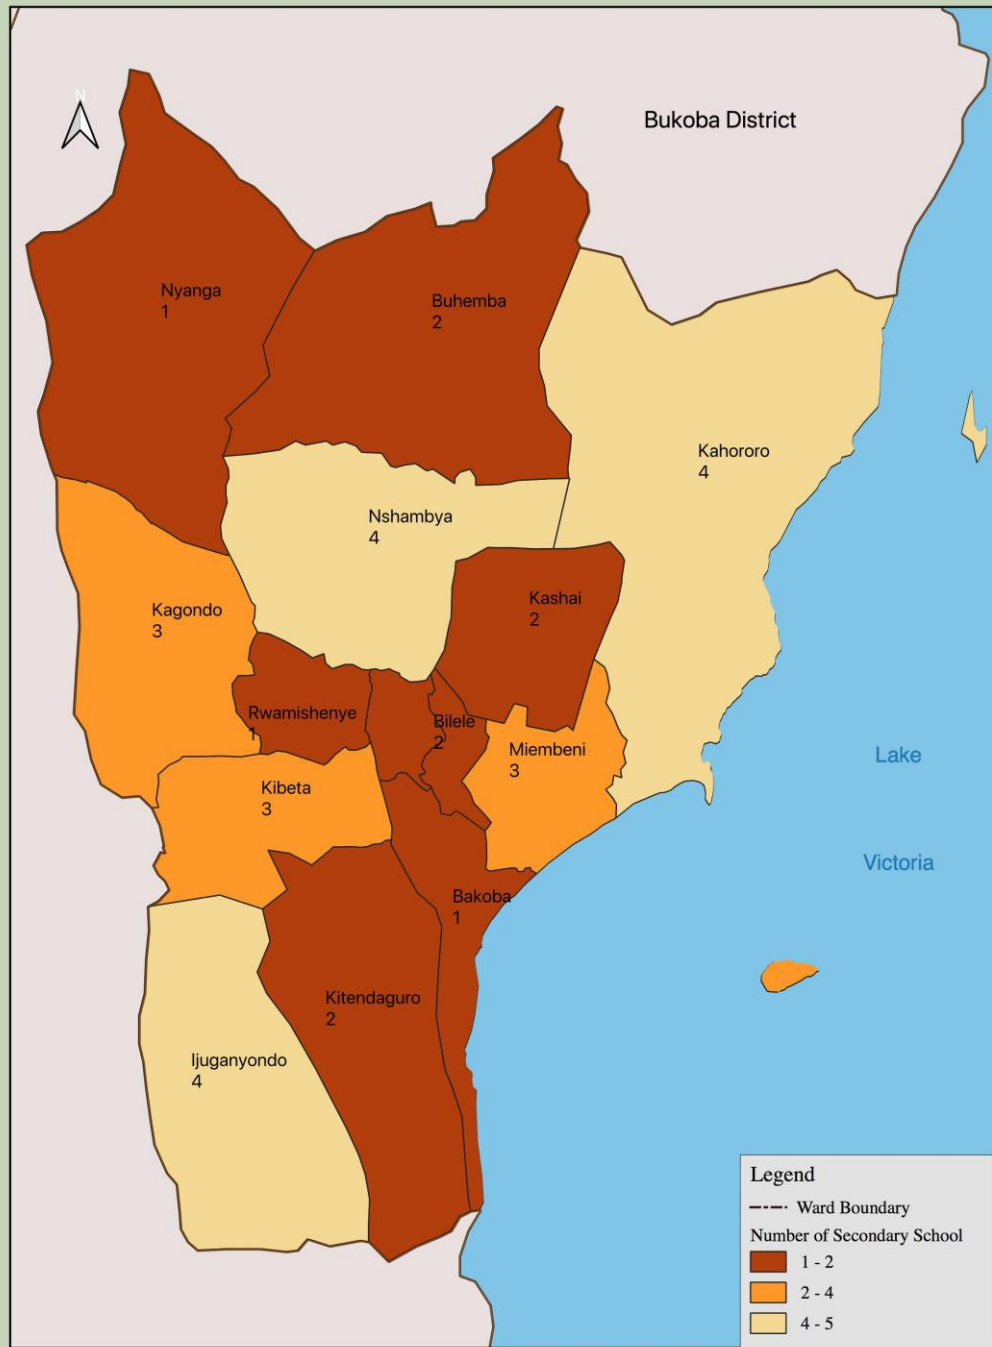 N
Bukoba District
Nyanga
1
Buhemba
2
Kahororo
4
Nshambya
4
Kashai
2
Kagondo
3
Rwamishenye
1
Bilele
2
Miembeni
3
Kibeta
3
Lake
Victoria
Bakoba
1
Kitendaguro
2
Ijuganyondo
4
Legend
Ward Boundary
Number of Secondary School
1 - 2
2 - 4
4 - 5